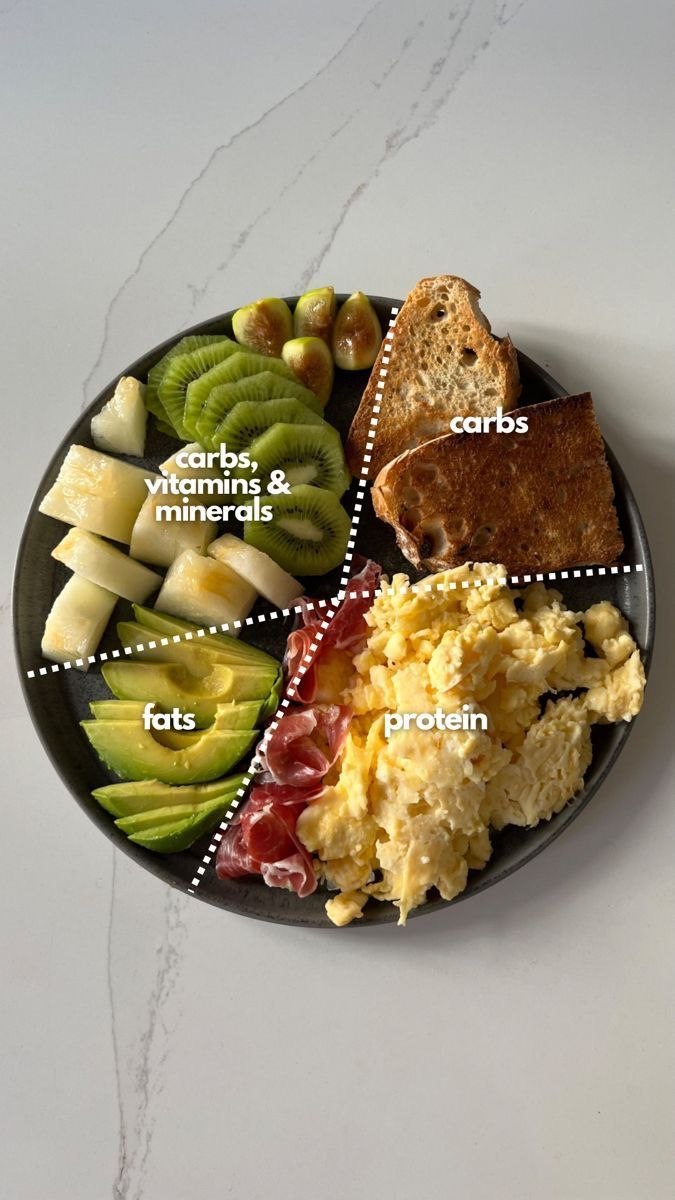 carbs
carbs,
vitamins &
minerals
fats
protein